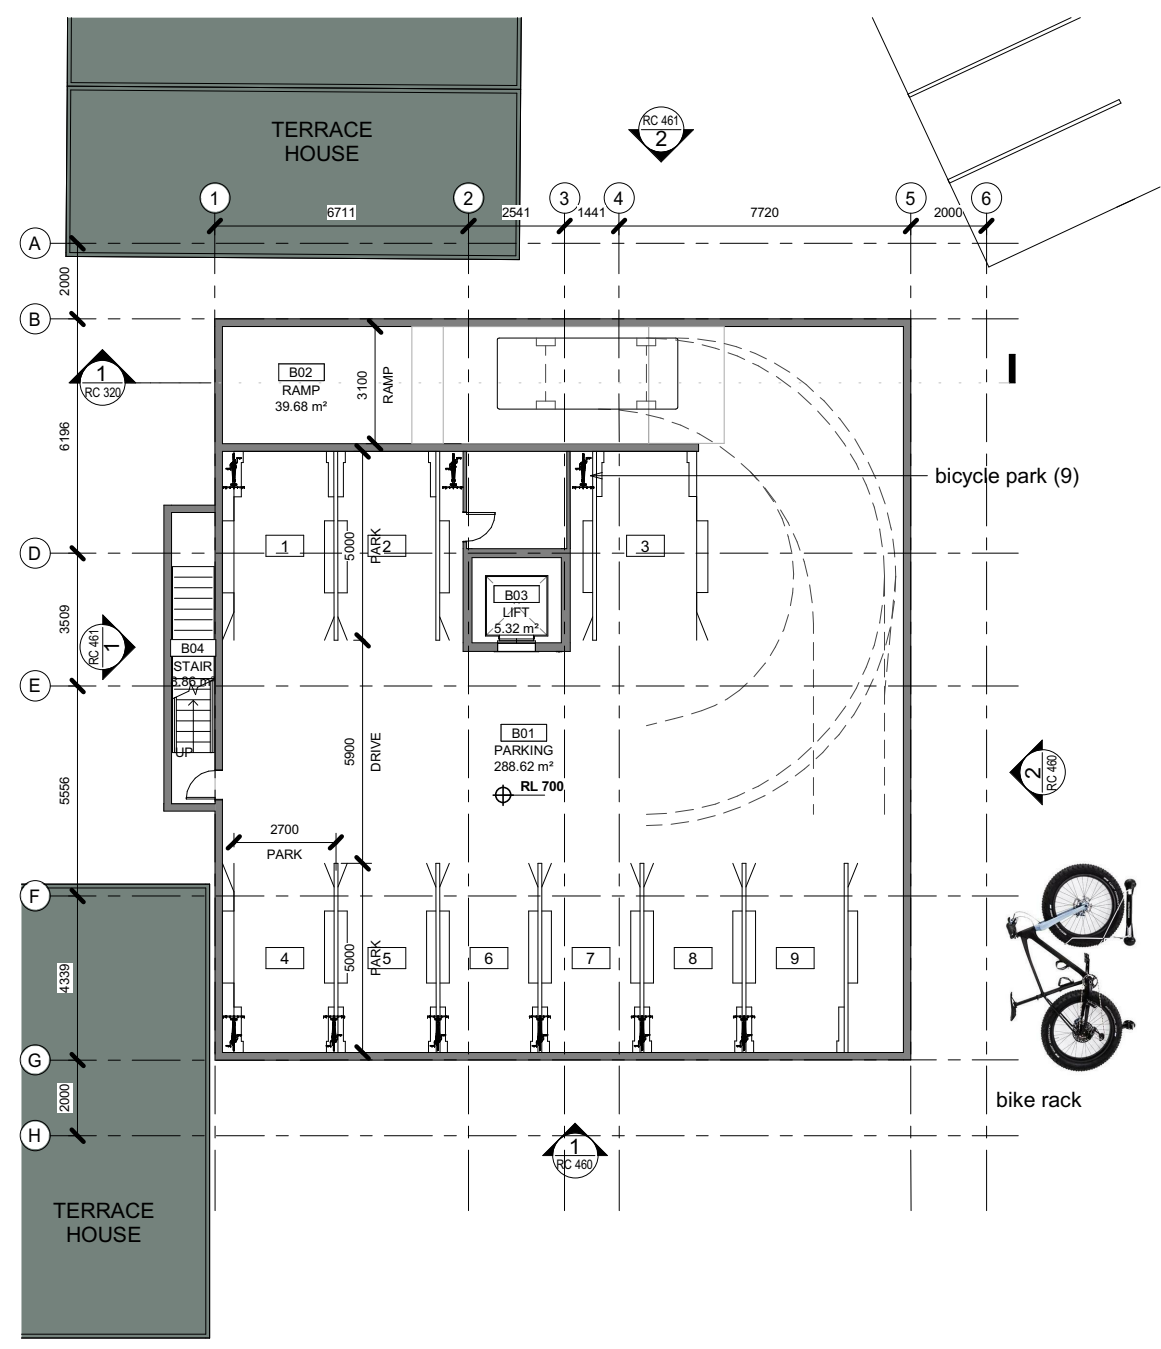 TERRACE
HOUSE
RC 461
2
1
2
3
4
5
6
6711
2541
1441
7720
2000
A
2000
B
1
RC 320
B02
RAMP
39.68 m²
3100
RAMP
6196
bicycle park (9)
1
5000
PARK
2
3
D
B03
LIFT
5.32 m²
3509
RC 461
1
B04
STAIR
8.86 m²
E
UP
5556
5900
DRIVE
B01
PARKING
288.62 m²
RL 700
2
RC 460
2700
PARK
F
4339
4
5000
PARK
5
6
7
8
9
G
2000
bike rack
H
1
RC 460
TERRACE
HOUSE